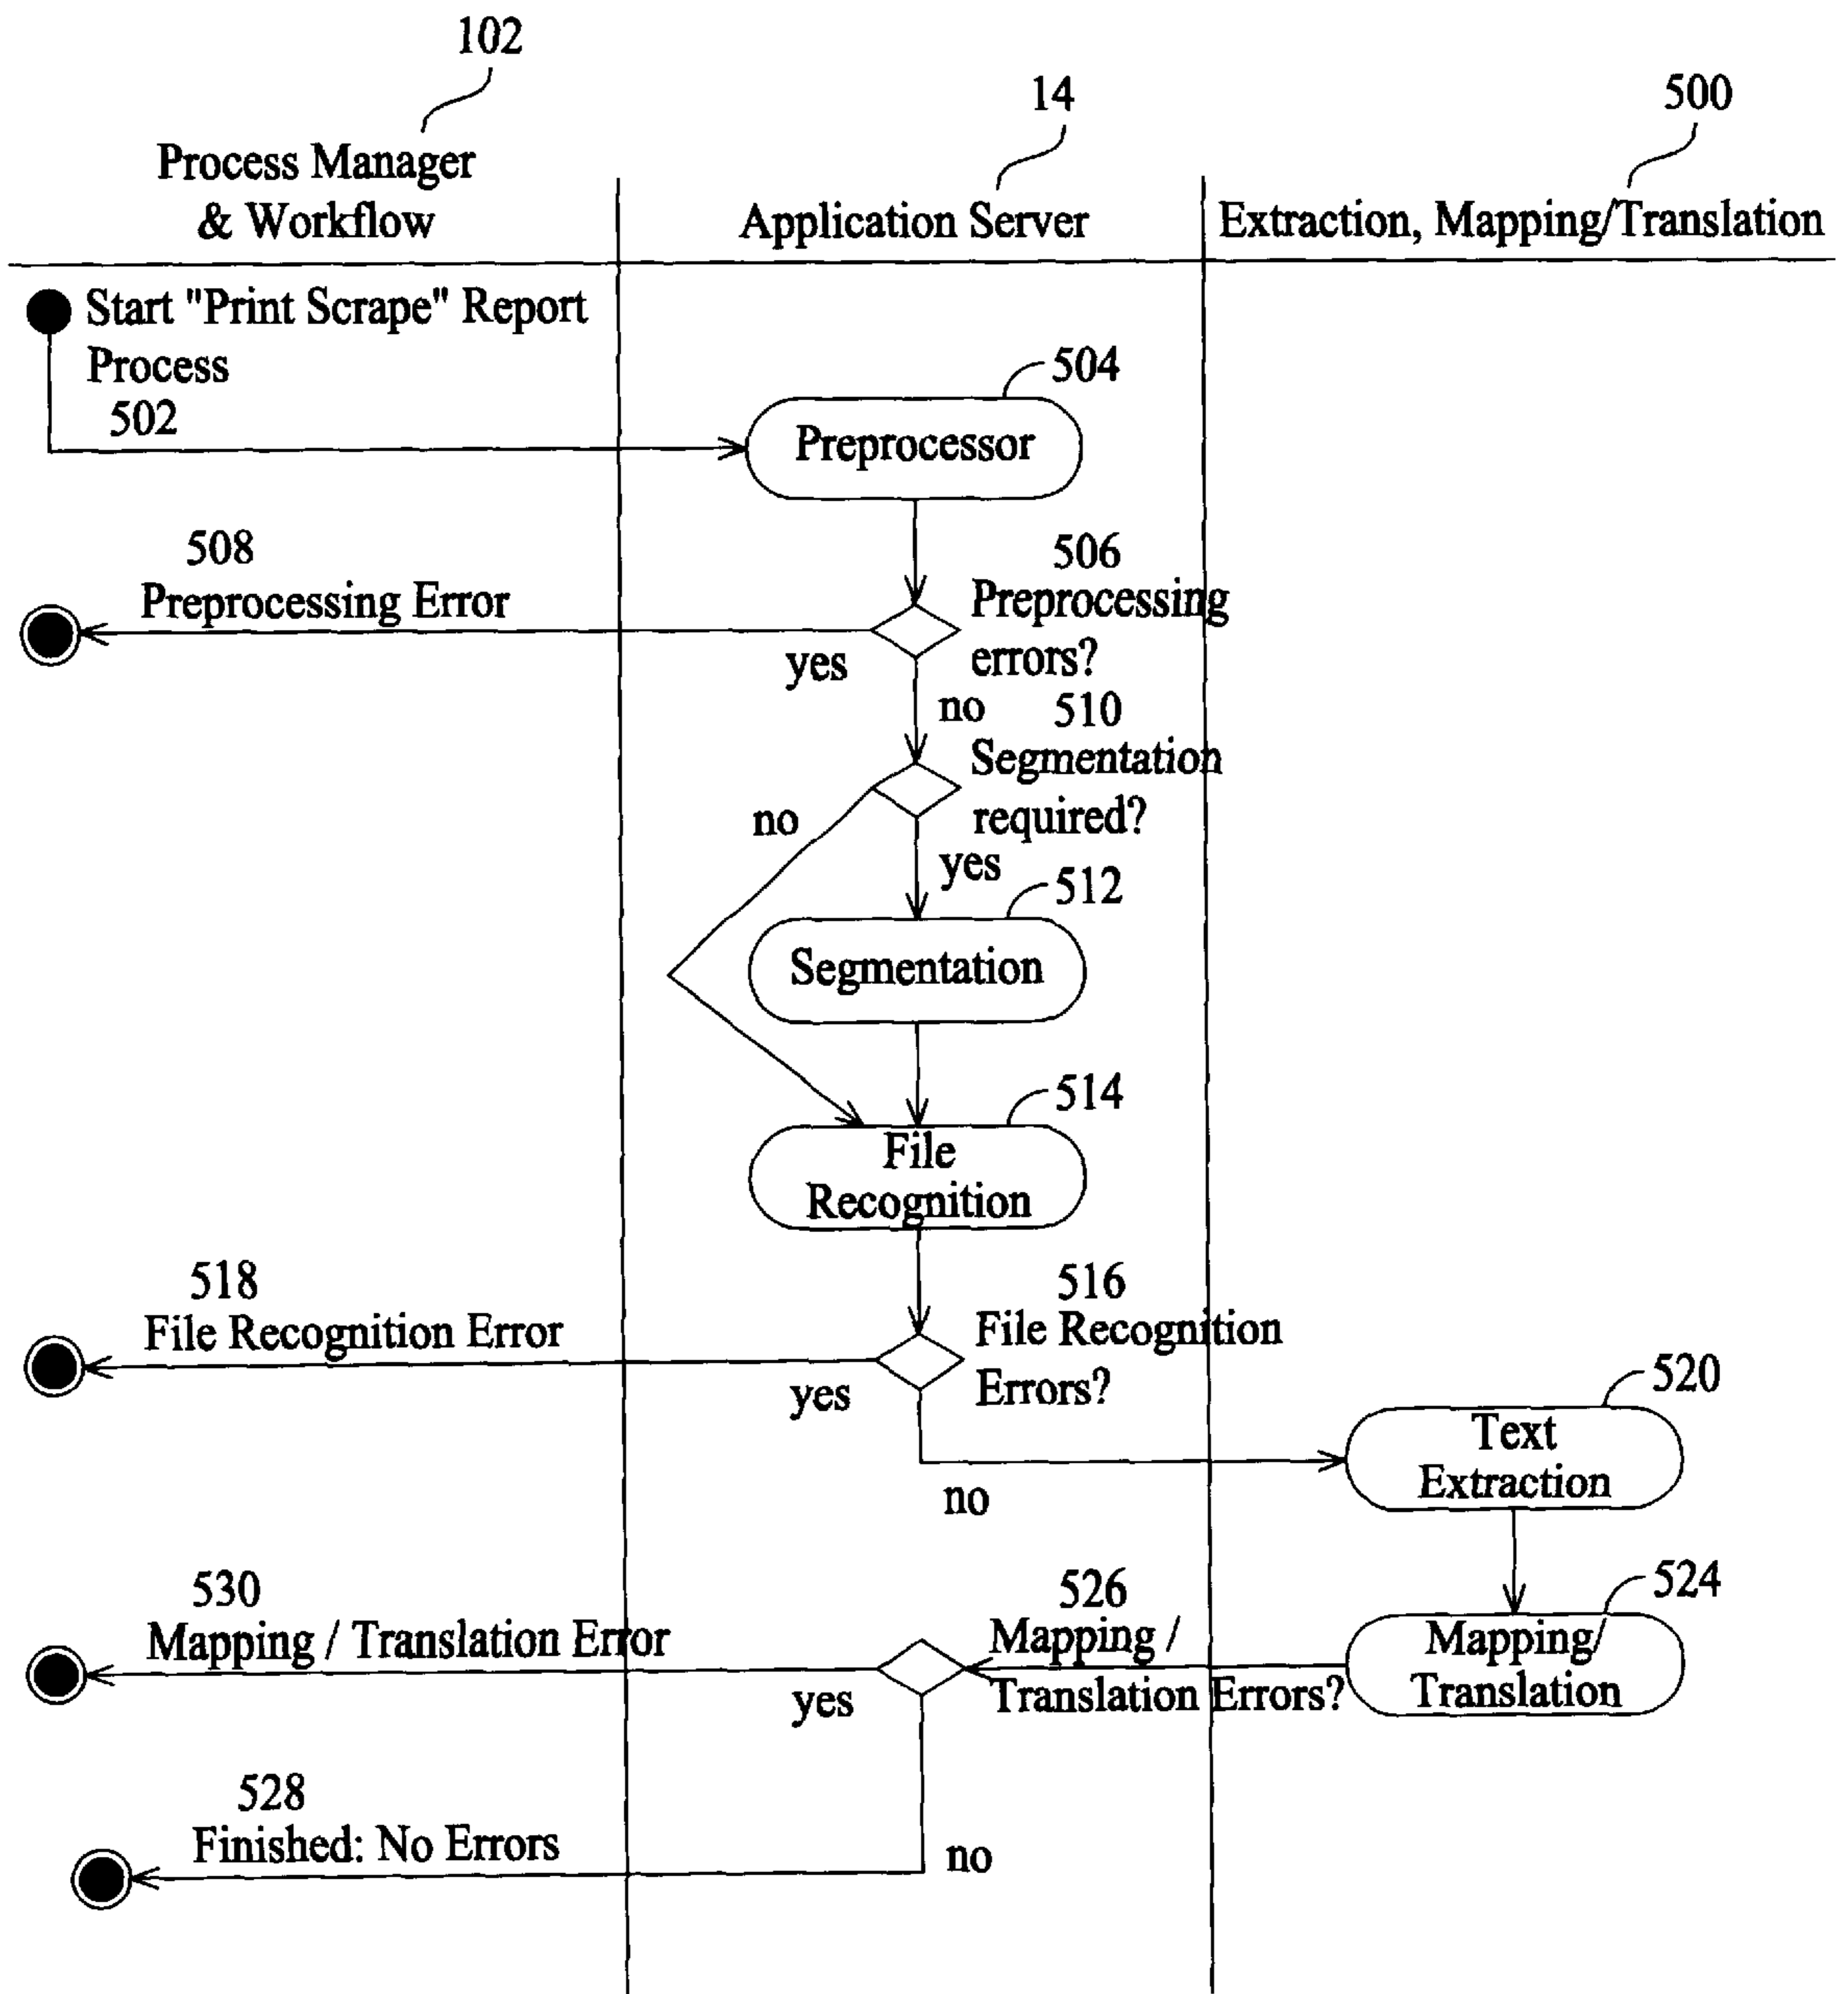 102
14
500
Process Manager
& Workflow
Application Server
Extraction, Mapping/Translation
Start "Print Scrape" Report
Process
502
504
Preprocessor
508
Preprocessing Error
506
Preprocessing
errors?
yes
no
510
Segmentation
required?
no
yes
512
Segmentation
514
File
Recognition
518
File Recognition Error
516
File Recognition
Errors?
yes
no
520
Text
Extraction
524
Mapping/
Translation
530
Mapping / Translation Error
526
Mapping /
Translation Errors?
yes
528
Finished: No Errors
no